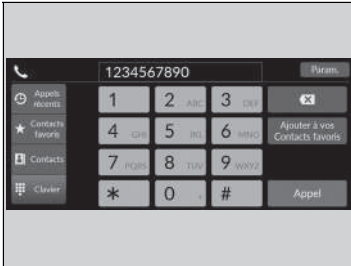 1234567890
Param.
Appels
récents
1
2 ABC
3 DEF
Contacts
favoris
4 GHI
5 JKL
6 MNO
Ajouter à vos
Contacts favoris
Contacts
7 PQRS
8 TUV
9 WXYZ
Clavier
*
0 +
#
Appel